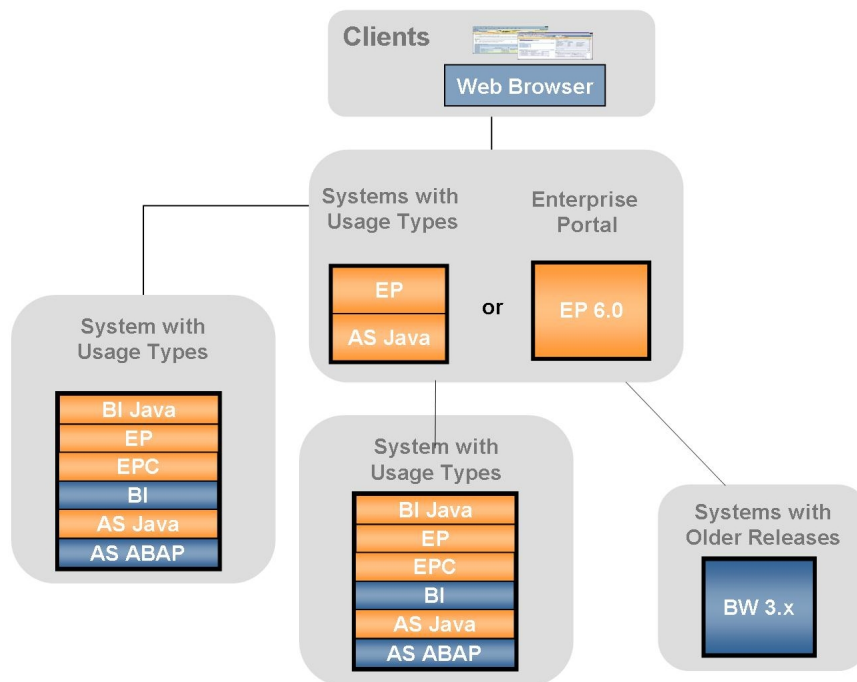 Clients
Web Browser
Systems with
Usage Types
EP
AS Java
or
Enterprise
Portal
EP 6.0
System with
Usage Types
BI Java
EP
EPC
BI
AS Java
AS ABAP
System with
Usage Types
BI Java
EP
EPC
BI
AS Java
AS ABAP
Systems with
Older Releases
BW 3.x